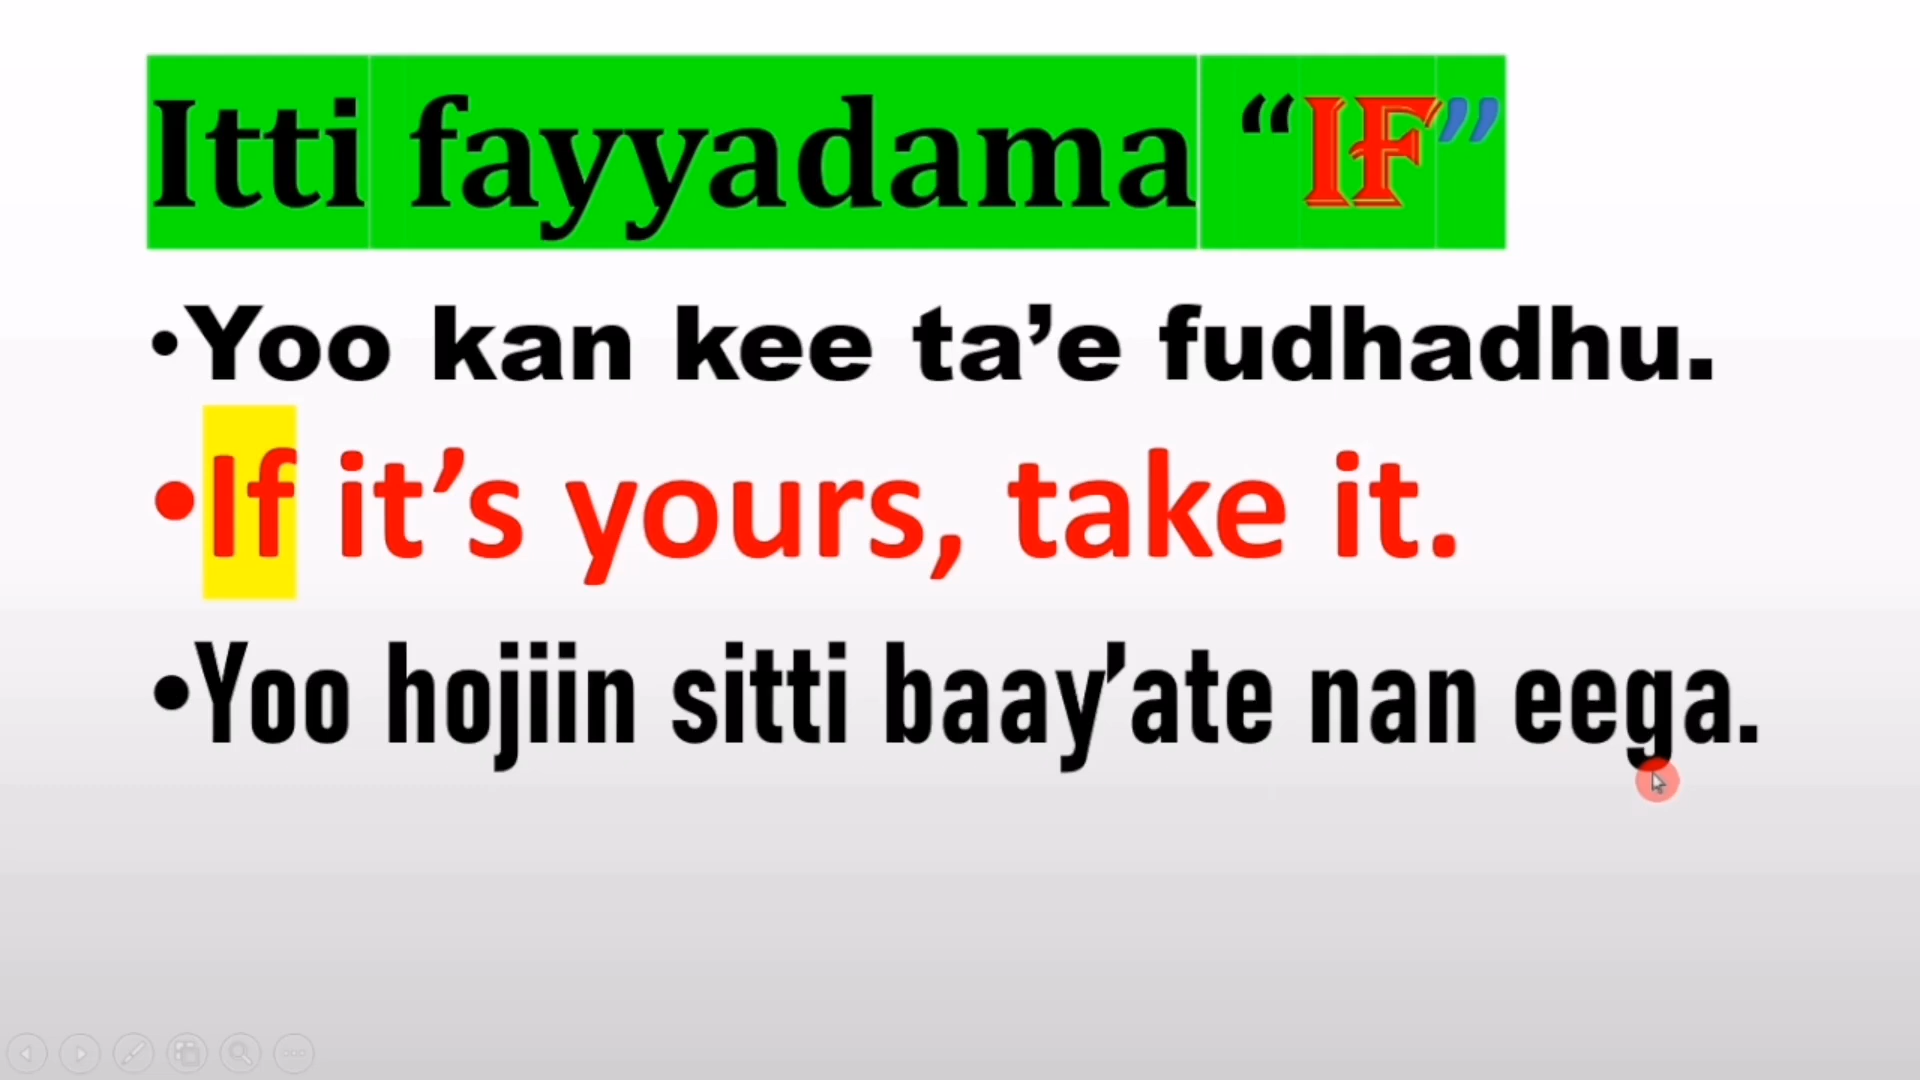 Itti fayyadama “IF”
•Yoo kan kee ta’e fudhadhu.
•If it’s yours, take it.
•Yoo hojiin sitti baay’ate nan eega.